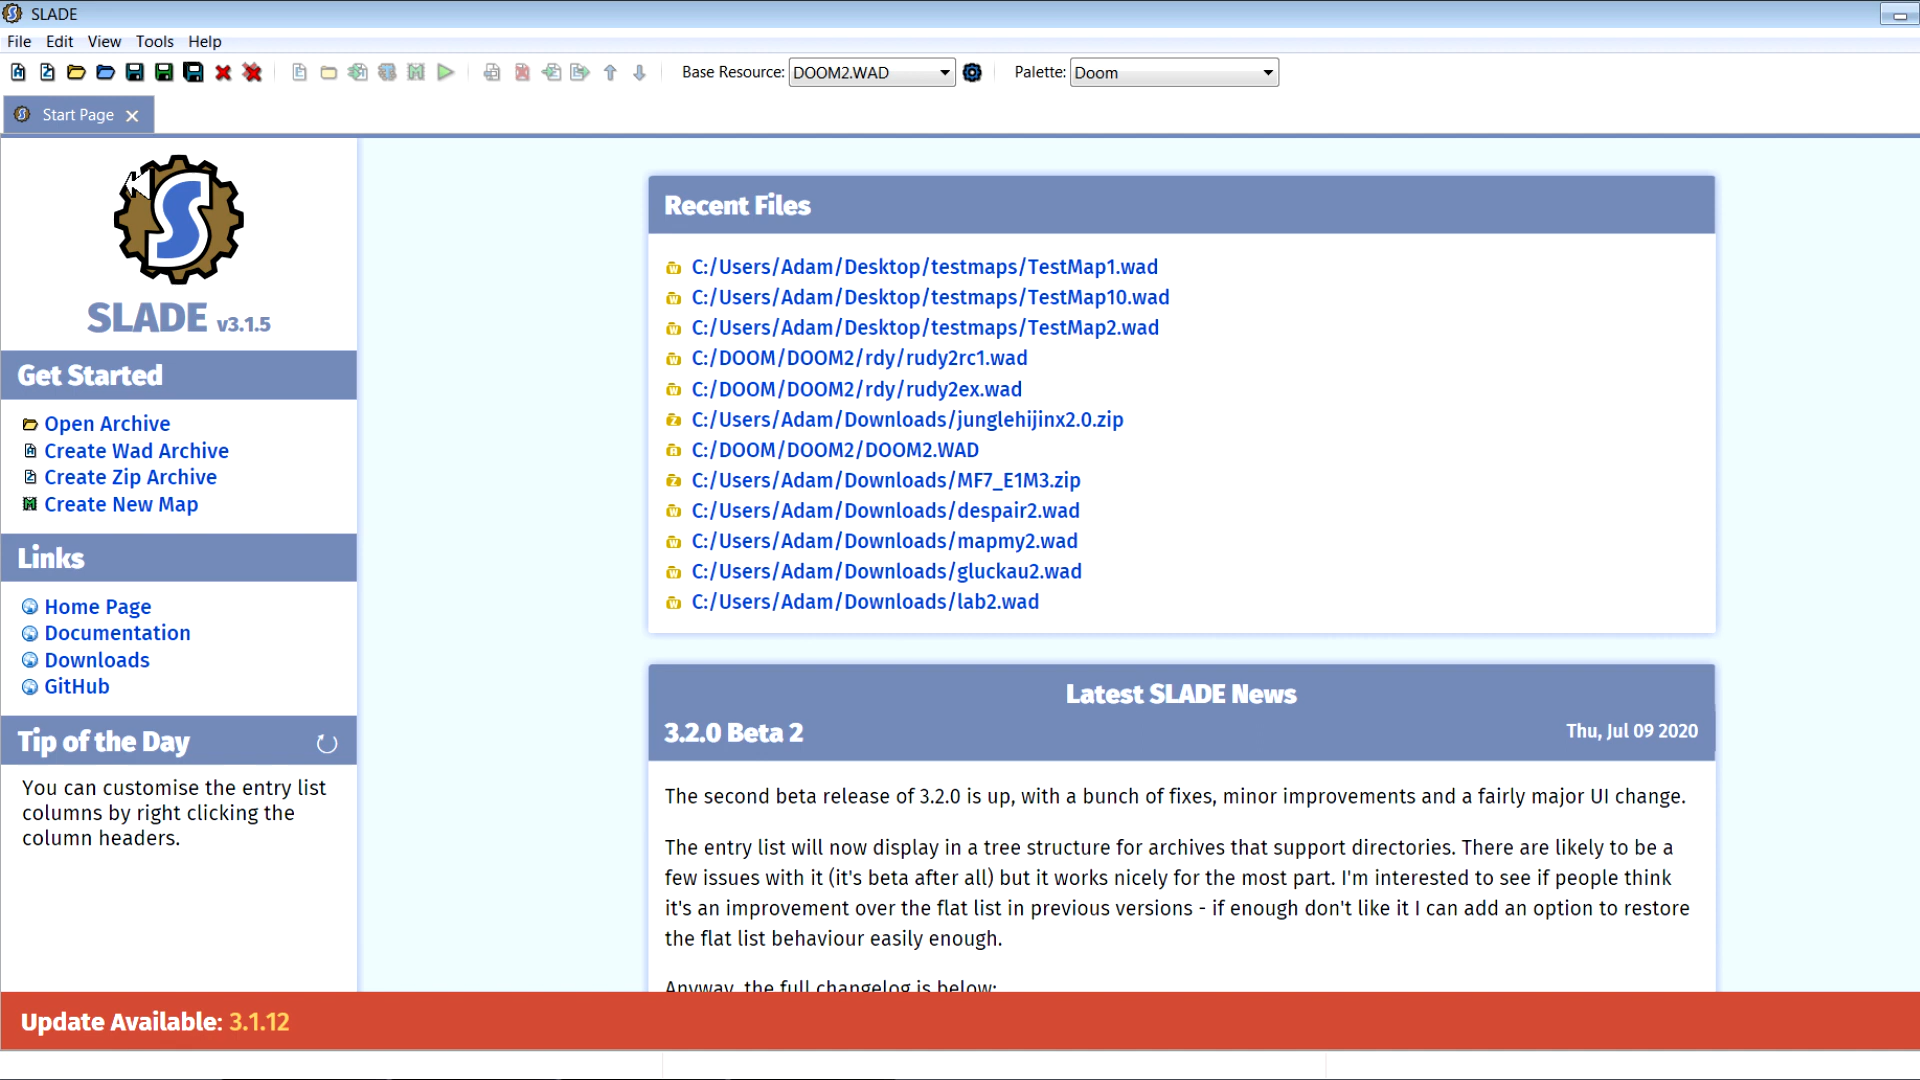 SLADE
File Edit View Tools Help
Base Resource: DOOM2.WAD Palette: Doom
Start Page
SLADE v3.1.5
Get Started
Open Archive
Create Wad Archive
Create Zip Archive
Create New Map
Links
Home Page
Documentation
Downloads
GitHub
Tip of the Day
You can customise the entry list
columns by right clicking the
column headers.
Recent Files
C:/Users/Adam/Desktop/testmaps/TestMap1.wad
C:/Users/Adam/Desktop/testmaps/TestMap10.wad
C:/Users/Adam/Desktop/testmaps/TestMap2.wad
C:/DOOM/DOOM2/rdy/rudy2rc1.wad
C:/DOOM/DOOM2/rdy/rudy2ex.wad
C:/Users/Adam/Downloads/junglehijinx2.0.zip
C:/DOOM/DOOM2/DOOM2.WAD
C:/Users/Adam/Downloads/MF7_E1M3.zip
C:/Users/Adam/Downloads/despair2.wad
C:/Users/Adam/Downloads/mapmy2.wad
C:/Users/Adam/Downloads/gluckau2.wad
C:/Users/Adam/Downloads/lab2.wad
Latest SLADE News
3.2.0 Beta 2 Thu, Jul 09 2020
The second beta release of 3.2.0 is up, with a bunch of fixes, minor improvements and a fairly major UI change.
The entry list will now display in a tree structure for archives that support directories. There are likely to be a
few issues with it (it's beta after all) but it works nicely for the most part. I'm interested to see if people think
it's an improvement over the flat list in previous versions - if enough don't like it I can add an option to restore
the flat list behaviour easily enough.
Anyway, the full changelog is below:
Update Available: 3.1.12